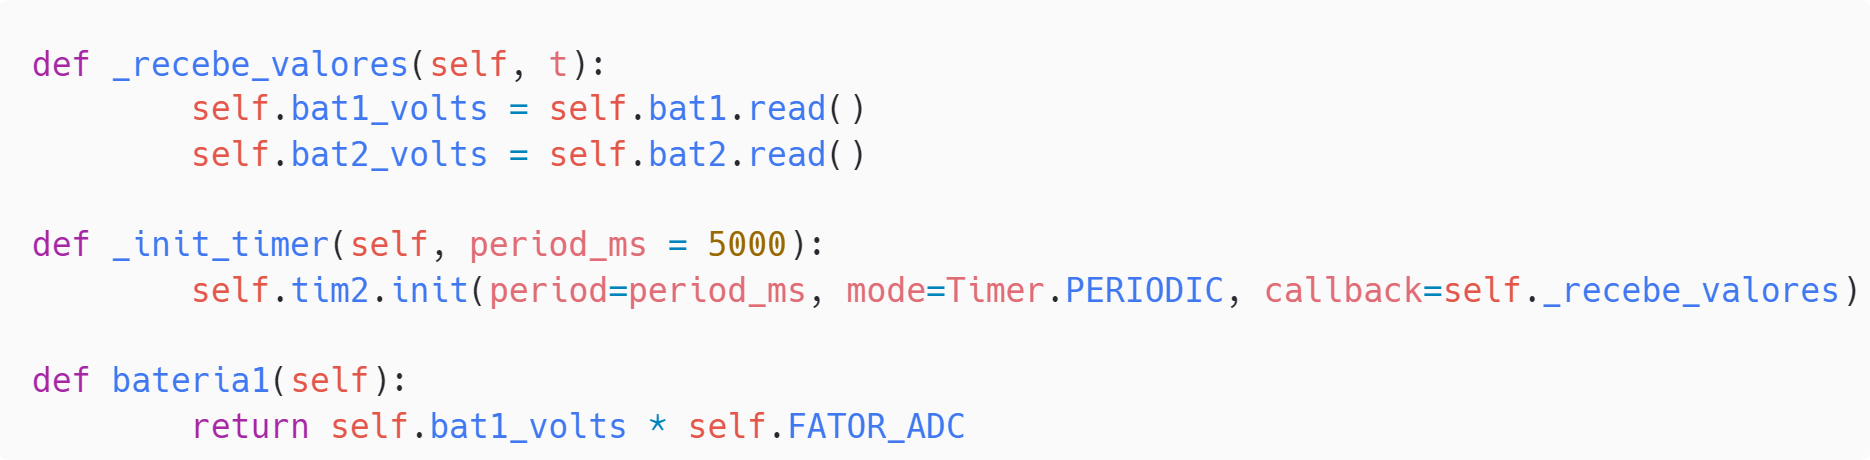 def _recebe_valores(self, t):
        self.bat1_volts = self.bat1.read()
        self.bat2_volts = self.bat2.read()

def _init_timer(self, period_ms = 5000):
        self.tim2.init(period=period_ms, mode=Timer.PERIODIC, callback=self._recebe_valores)

def bateria1(self):
        return self.bat1_volts * self.FATOR_ADC